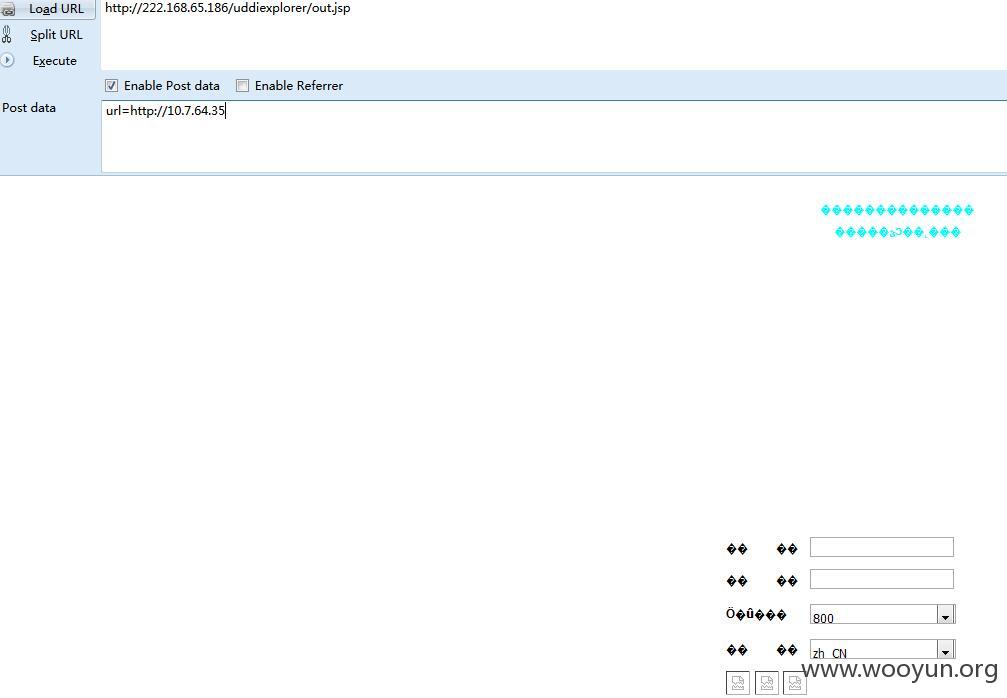 Load URL
http://222.168.65.186/uddiexplorer/out.jsp
Split URL
Execute
Enable Post data Enable Referrer
Post data
url=http://10.7.64.35
800
zh_CN
www.wooyun.org